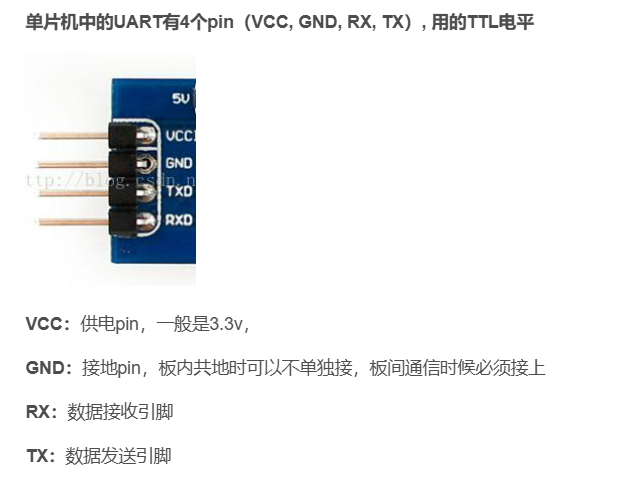 单片机中的UART有4个pin（VCC, GND, RX, TX）, 用的TTL电平
5V
VCC
GND
ttp://blog.csdn.n
TXD
RXD
VCC：供电pin，一般是3.3v，
GND：接地pin，板内共地时可以不单独接，板间通信时候必须接上
RX：数据接收引脚
TX：数据发送引脚